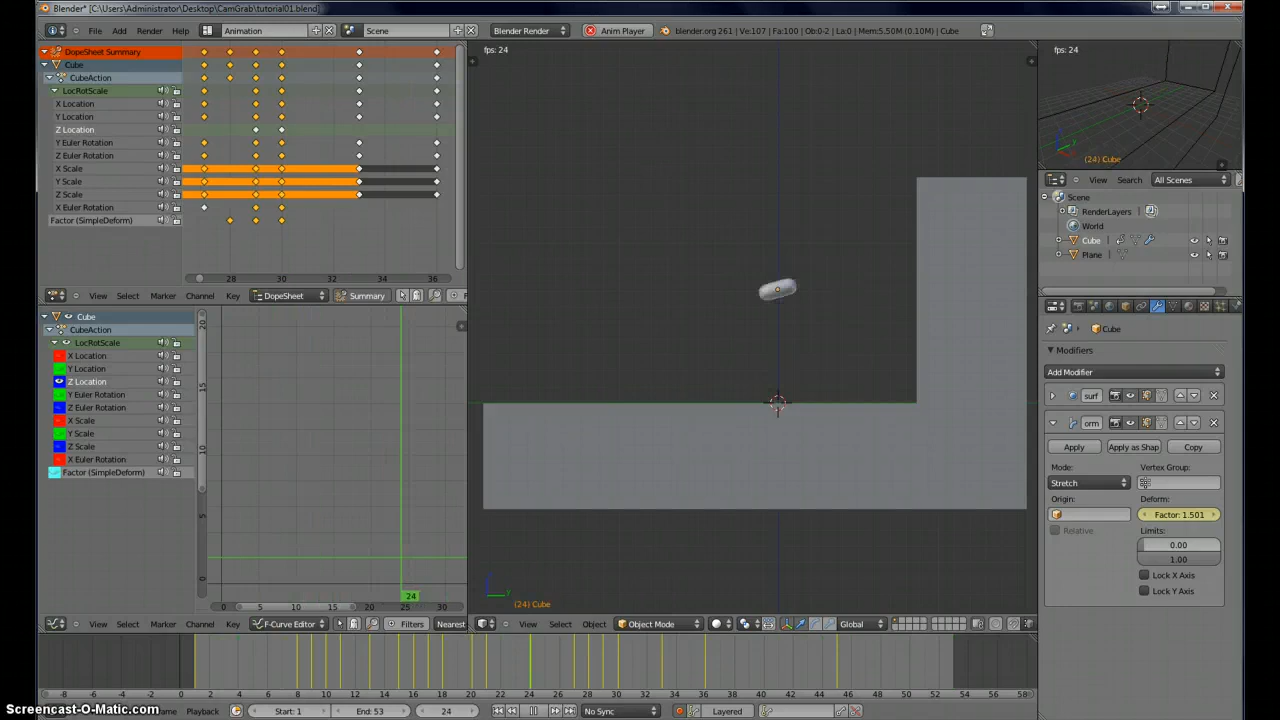 Blender* [C:\Users\Administrator\Desktop\CamGrab\tutorial01.blend]
File Add Render Help Animation Scene Blender Render Anim Player blender.org 261 | Ve:107 | Fa:100 | Ob:0-2 | La:0 | Mem:5.50M (0.10M) | Cube
DopeSheet Summary
Cube
CubeAction
LocRotScale
X Location
Y Location
Z Location
Y Euler Rotation
Z Euler Rotation
X Scale
Y Scale
Z Scale
X Euler Rotation
Factor (SimpleDeform)
28 30 32 34 36
View Select Marker Channel Key DopeSheet Summary F
Cube
CubeAction
LocRotScale
X Location
Y Location
Z Location
Y Euler Rotation
Z Euler Rotation
X Scale
Y Scale
Z Scale
X Euler Rotation
Factor (SimpleDeform)
20
15
10
5
0
24
0 5 10 15 20 25 30
View Select Marker Channel Key F-Curve Editor Filters Nearest
fps: 24
y
(24) Cube
View Select Object Object Mode Global
fps: 24
(24) Cube
View Search All Scenes
Scene
RenderLayers
World
Cube
Plane
Cube
Modifiers
Add Modifier
surf
orm
Apply Apply as Shap Copy
Mode: Vertex Group:
Stretch
Origin: Deform:
Factor: 1.501
Relative Limits:
0.00
1.00
Lock X Axis
Lock Y Axis
-8 -6 -4 -2 0 2 4 6 8 10 12 14 16 18 20 22 24 26 28 30 32 34 36 38 40 42 44 46 48 50 52 54 56 58
Frame Playback Start: 1 End: 53 24 No Sync Layered
Screencast-O-Matic.com